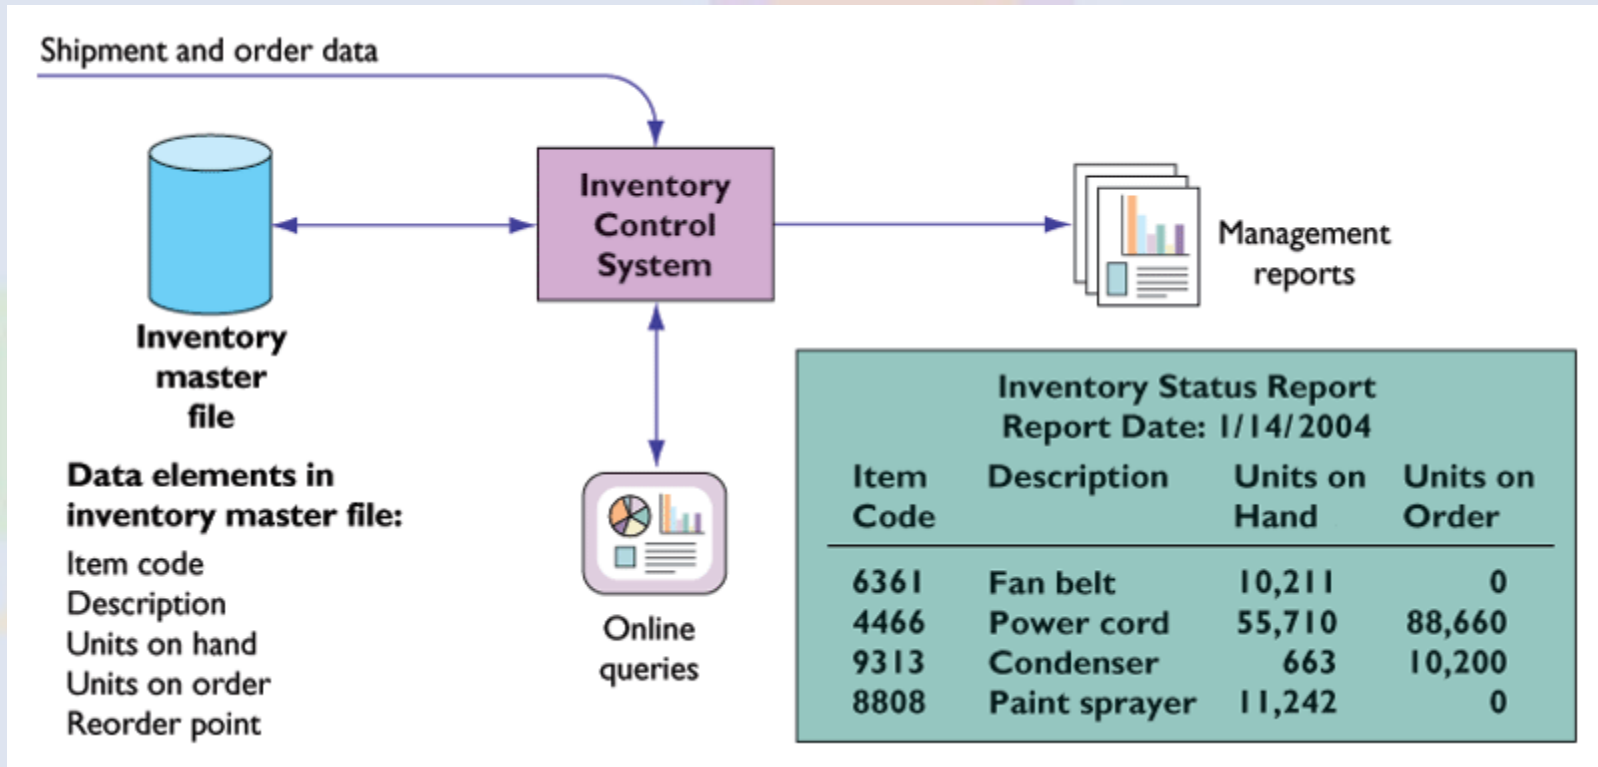 Shipment and order data
Inventory
Control
System
Management
reports
Inventory
master
file
Data elements in
inventory master file:
Item code
Description
Units on hand
Units on order
Reorder point
Online
queries
Inventory Status Report
Report Date: 1/14/2004
Item Description Units on Units on
Code Hand Order
6361 Fan belt 10,211 0
4466 Power cord 55,710 88,660
9313 Condenser 663 10,200
8808 Paint sprayer 11,242 0